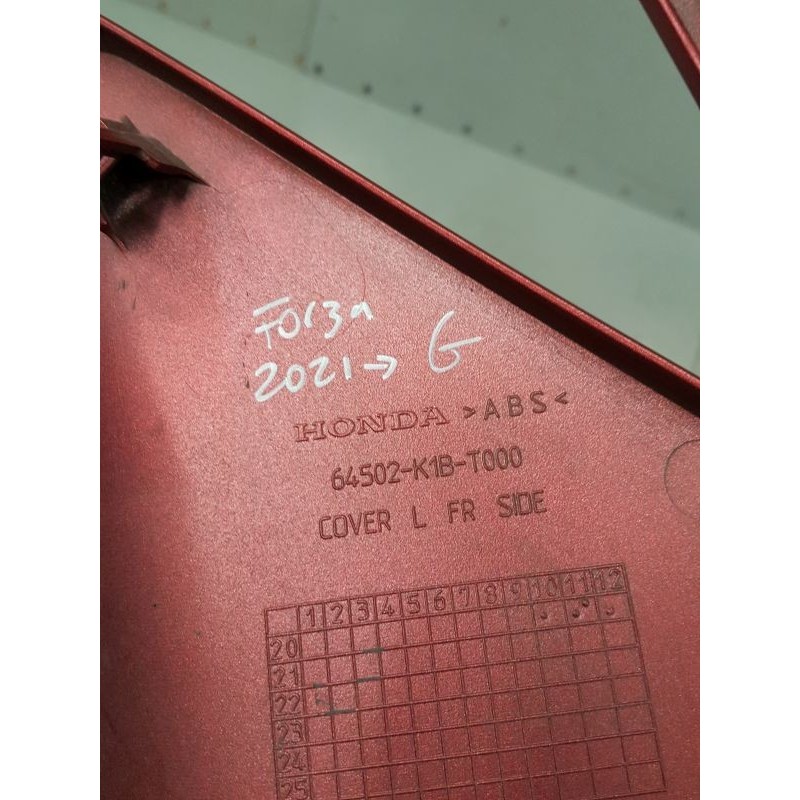 Forza
2021→ G
HONDA >ABS<
64502-K1B-T000
COVER L FR SIDE
1 2 3 4 5 6 7 8 9 10 11 12
20
21
22
23
24
25